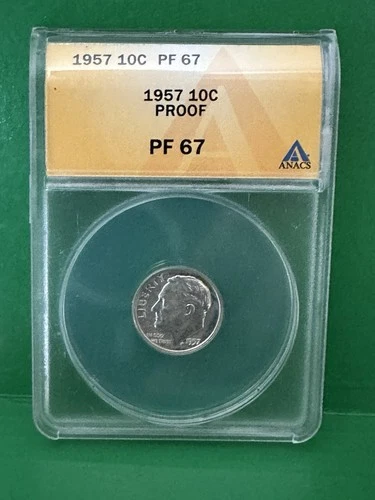 1957 10C PF 67
1957 10C
PROOF
PF 67
ANACS
LIBERTY
IN GOD
WE TRUST
1957